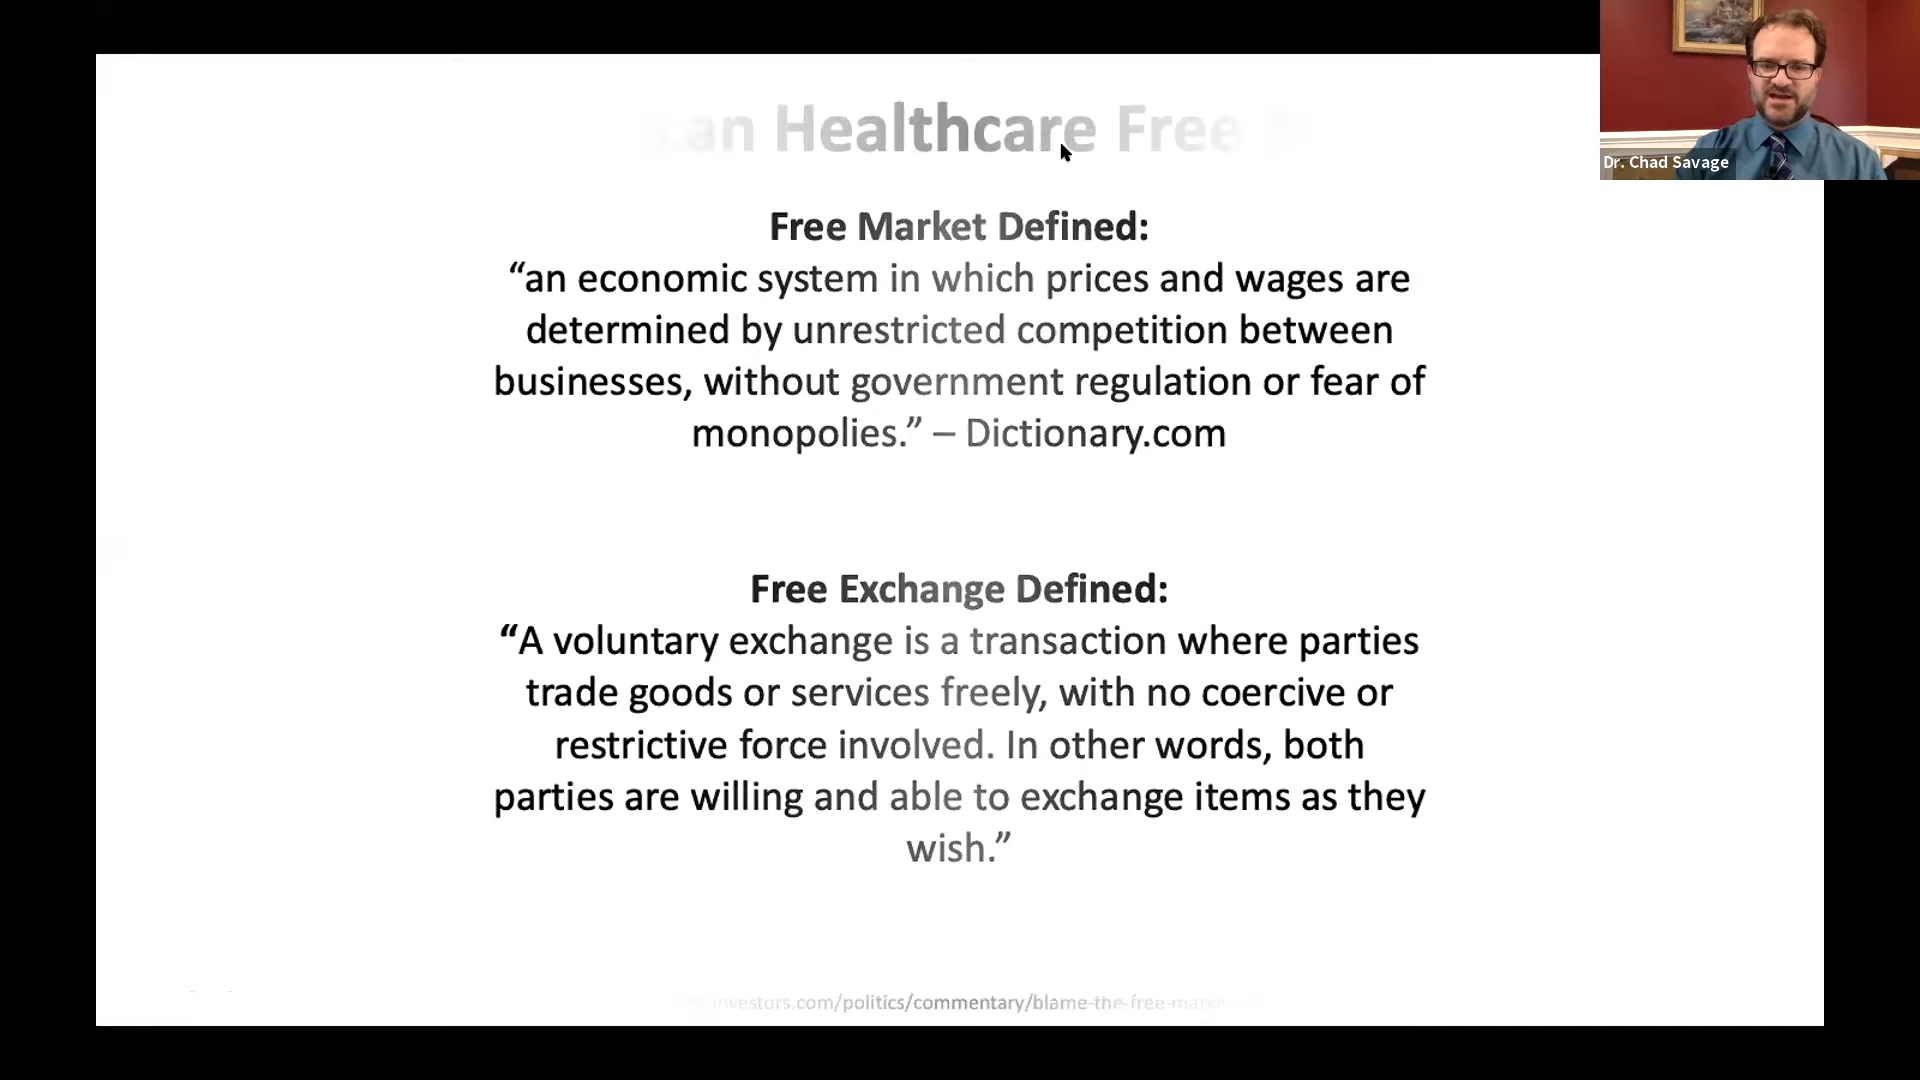 Healthcare Free
Dr. Chad Savage
Free Market Defined:
“an economic system in which prices and wages are
determined by unrestricted competition between
businesses, without government regulation or fear of
monopolies.” – Dictionary.com
Free Exchange Defined:
“A voluntary exchange is a transaction where parties
trade goods or services freely, with no coercive or
restrictive force involved. In other words, both
parties are willing and able to exchange items as they
wish.”
investors.com/politics/commentary/blame-the-free-marke